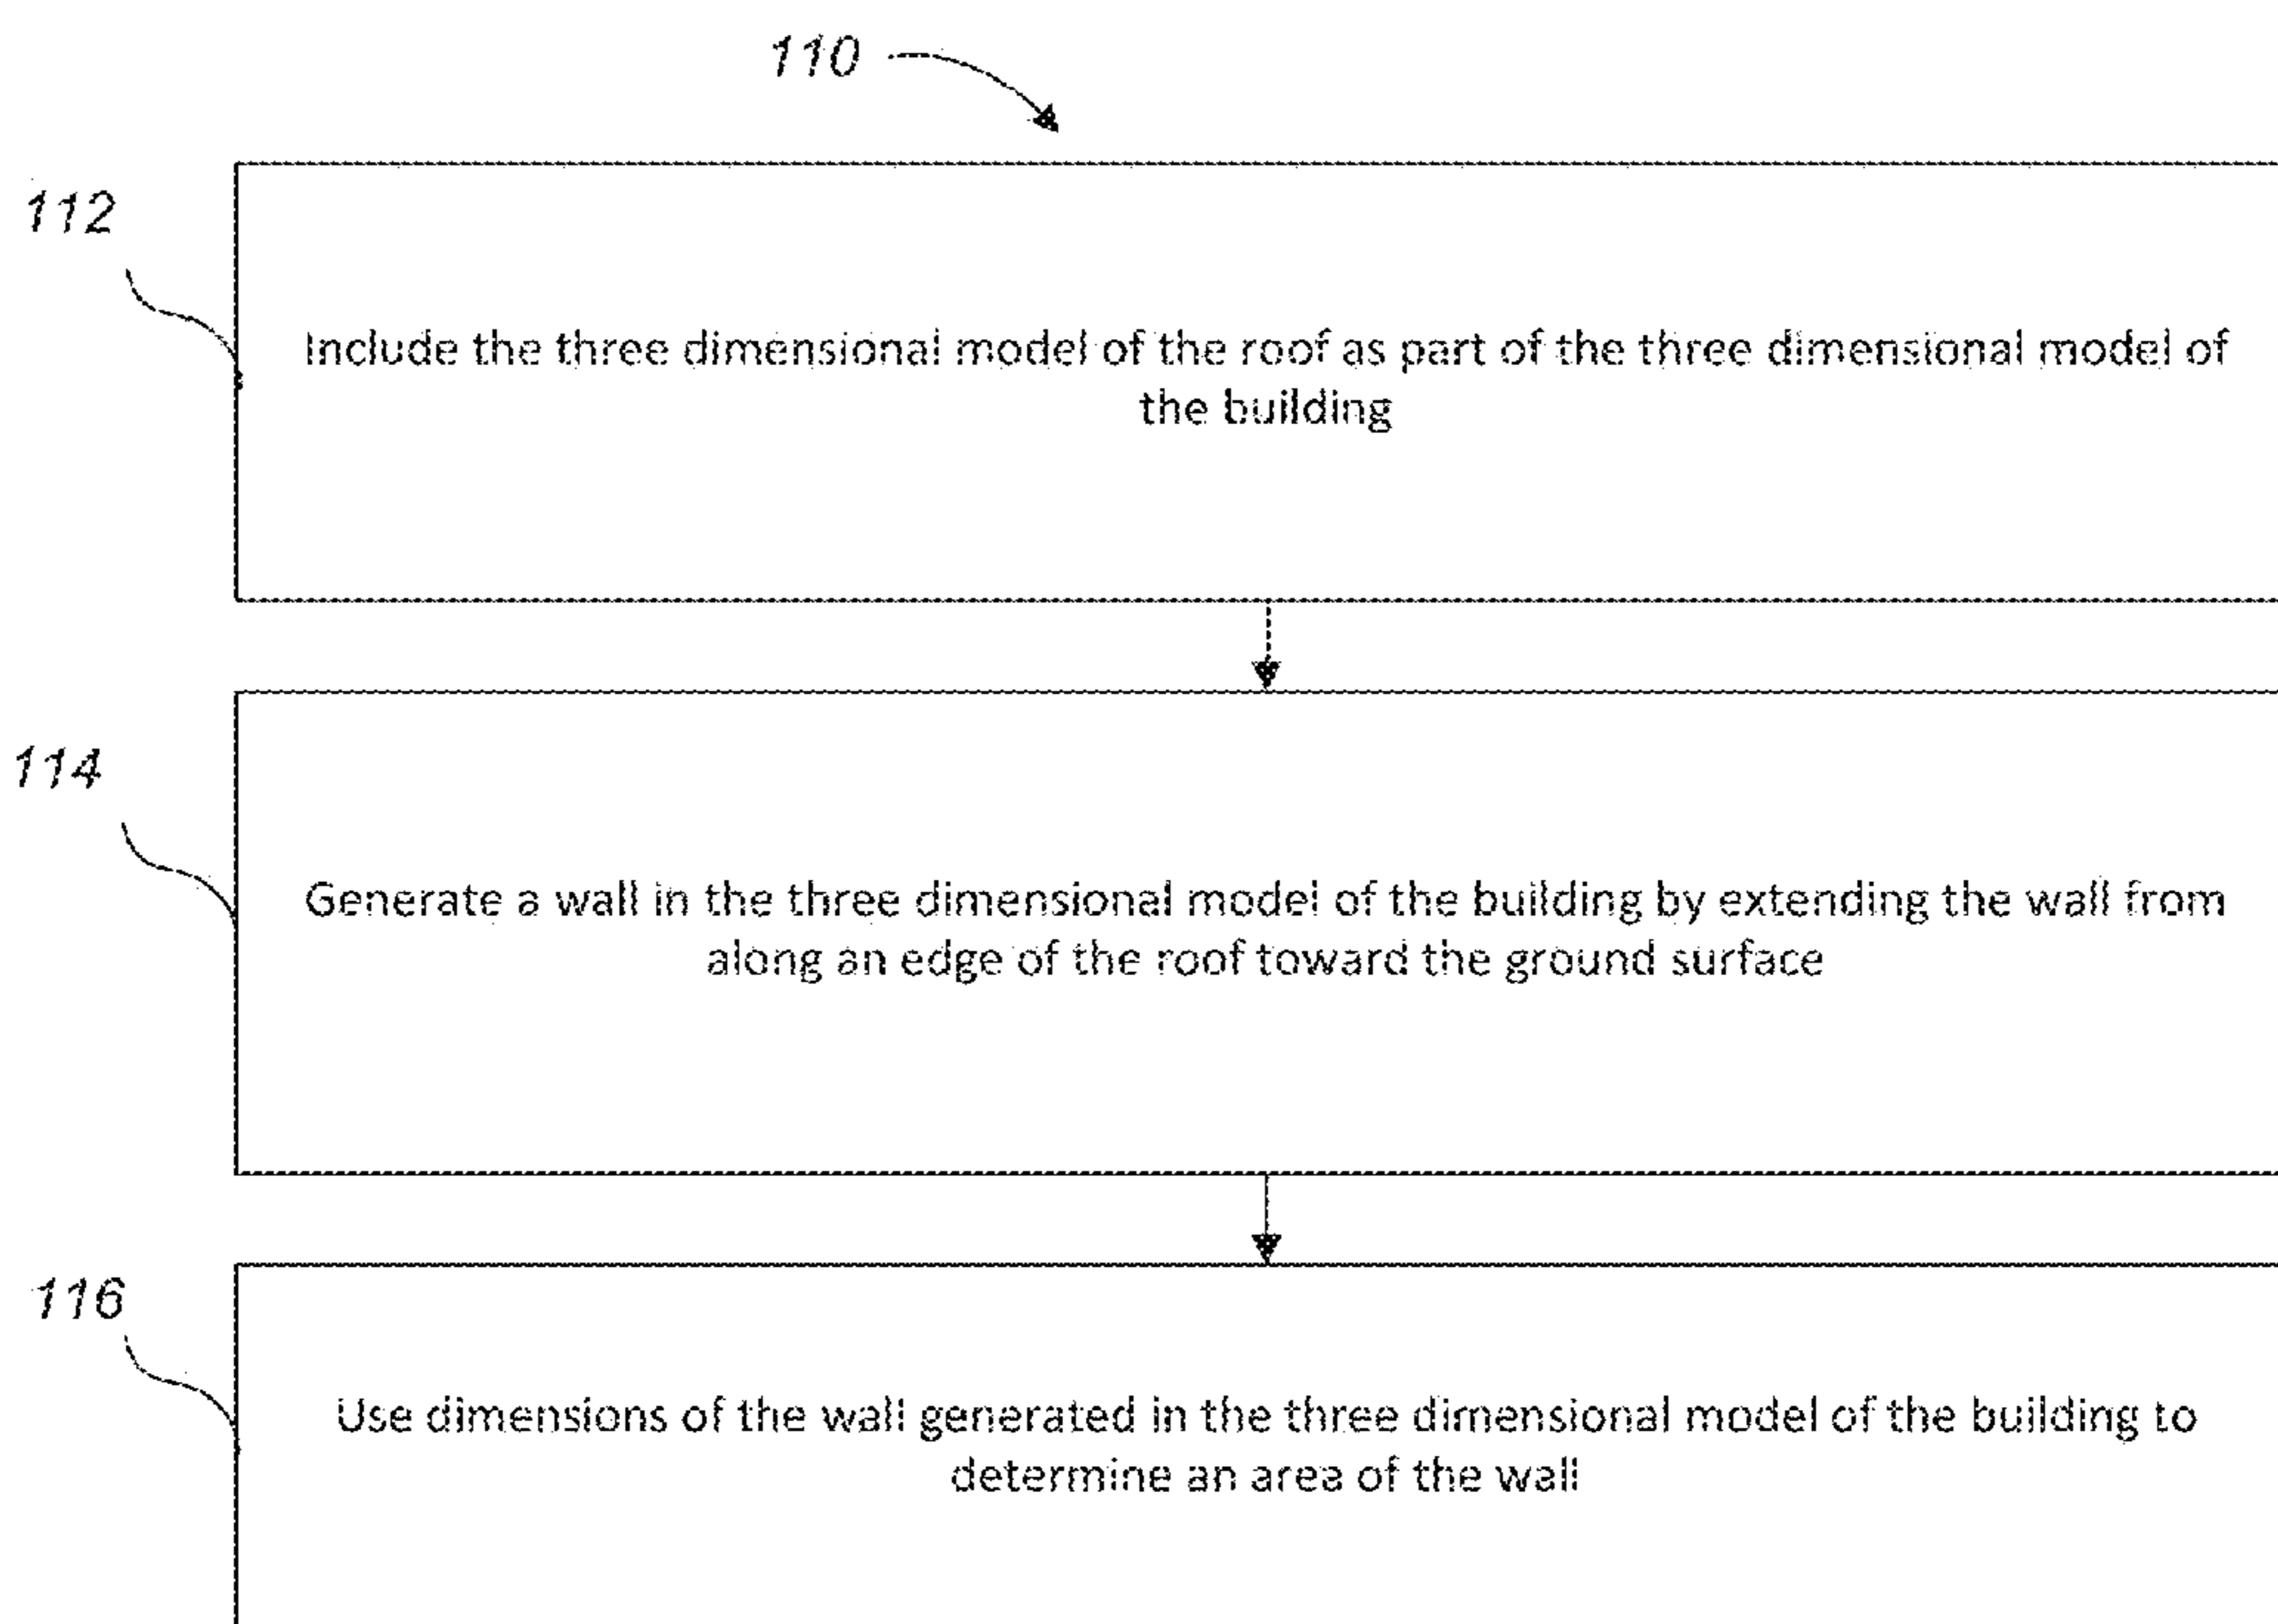 110
112
Include the three dimensional model of the roof as part of the three dimensional model of
the building
114
Generate a wall in the three dimensional model of the building by extending the wall from
along an edge of the roof toward the ground surface
116
Use dimensions of the wall generated in the three dimensional model of the building to
determine an area of the wall